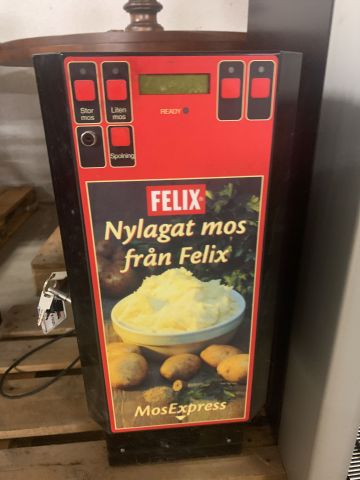 Stor
mos
Liten
mos
READY
Spolning
FELIX
Nylagat mos
från Felix
MosExpress